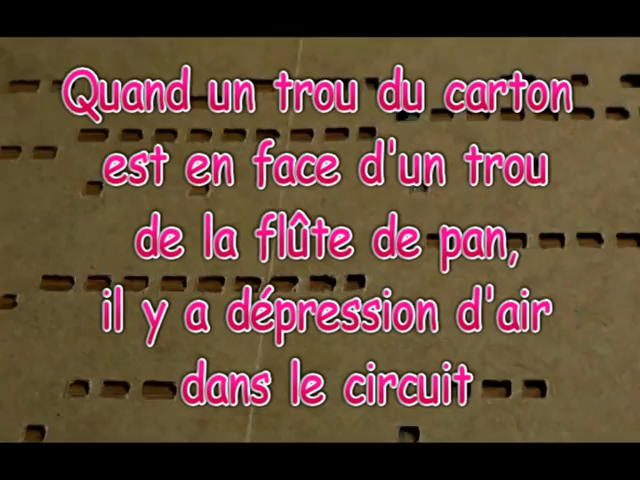 Quand un trou du carton
est en face d'un trou
de la flûte de pan,
il y a dépression d'air
dans le circuit